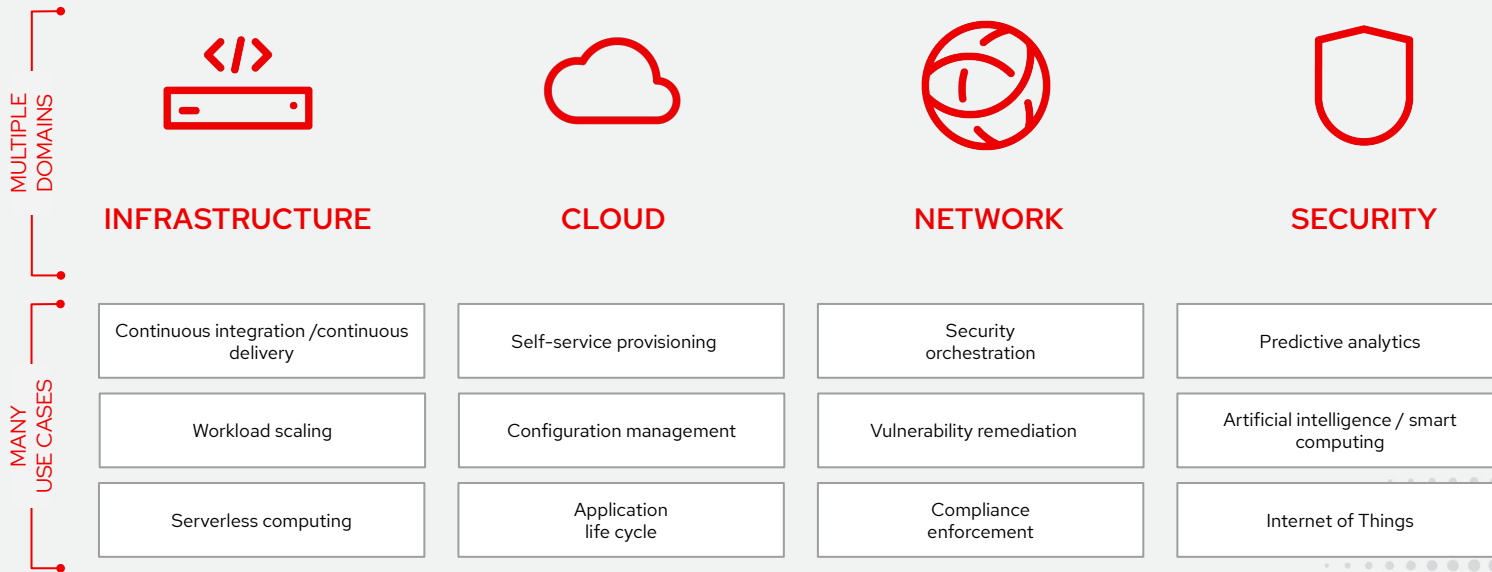 MULTIPLE
DOMAINS
INFRASTRUCTURE
CLOUD
NETWORK
SECURITY
MANY
USE CASES
Continuous integration /continuous
delivery
Self-service provisioning
Security
orchestration
Predictive analytics
Workload scaling
Configuration management
Vulnerability remediation
Artificial intelligence / smart
computing
Serverless computing
Application
life cycle
Compliance
enforcement
Internet of Things